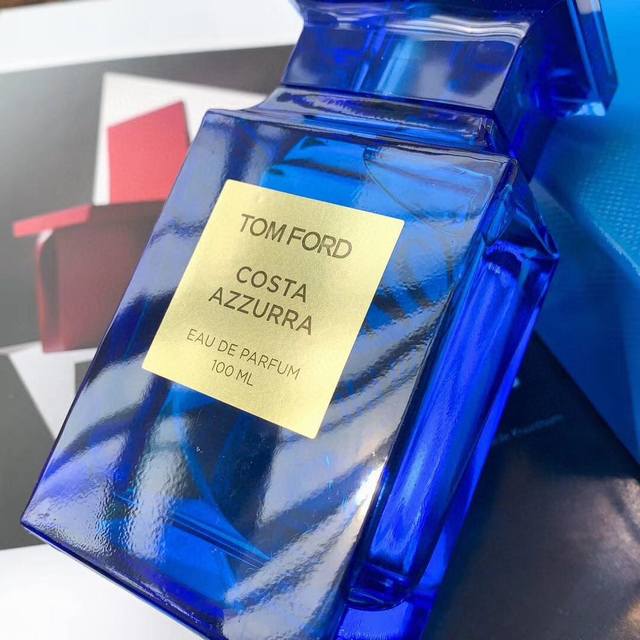 TOM FORD
COSTA
AZZURRA
EAU DE PARFUM
100 ML